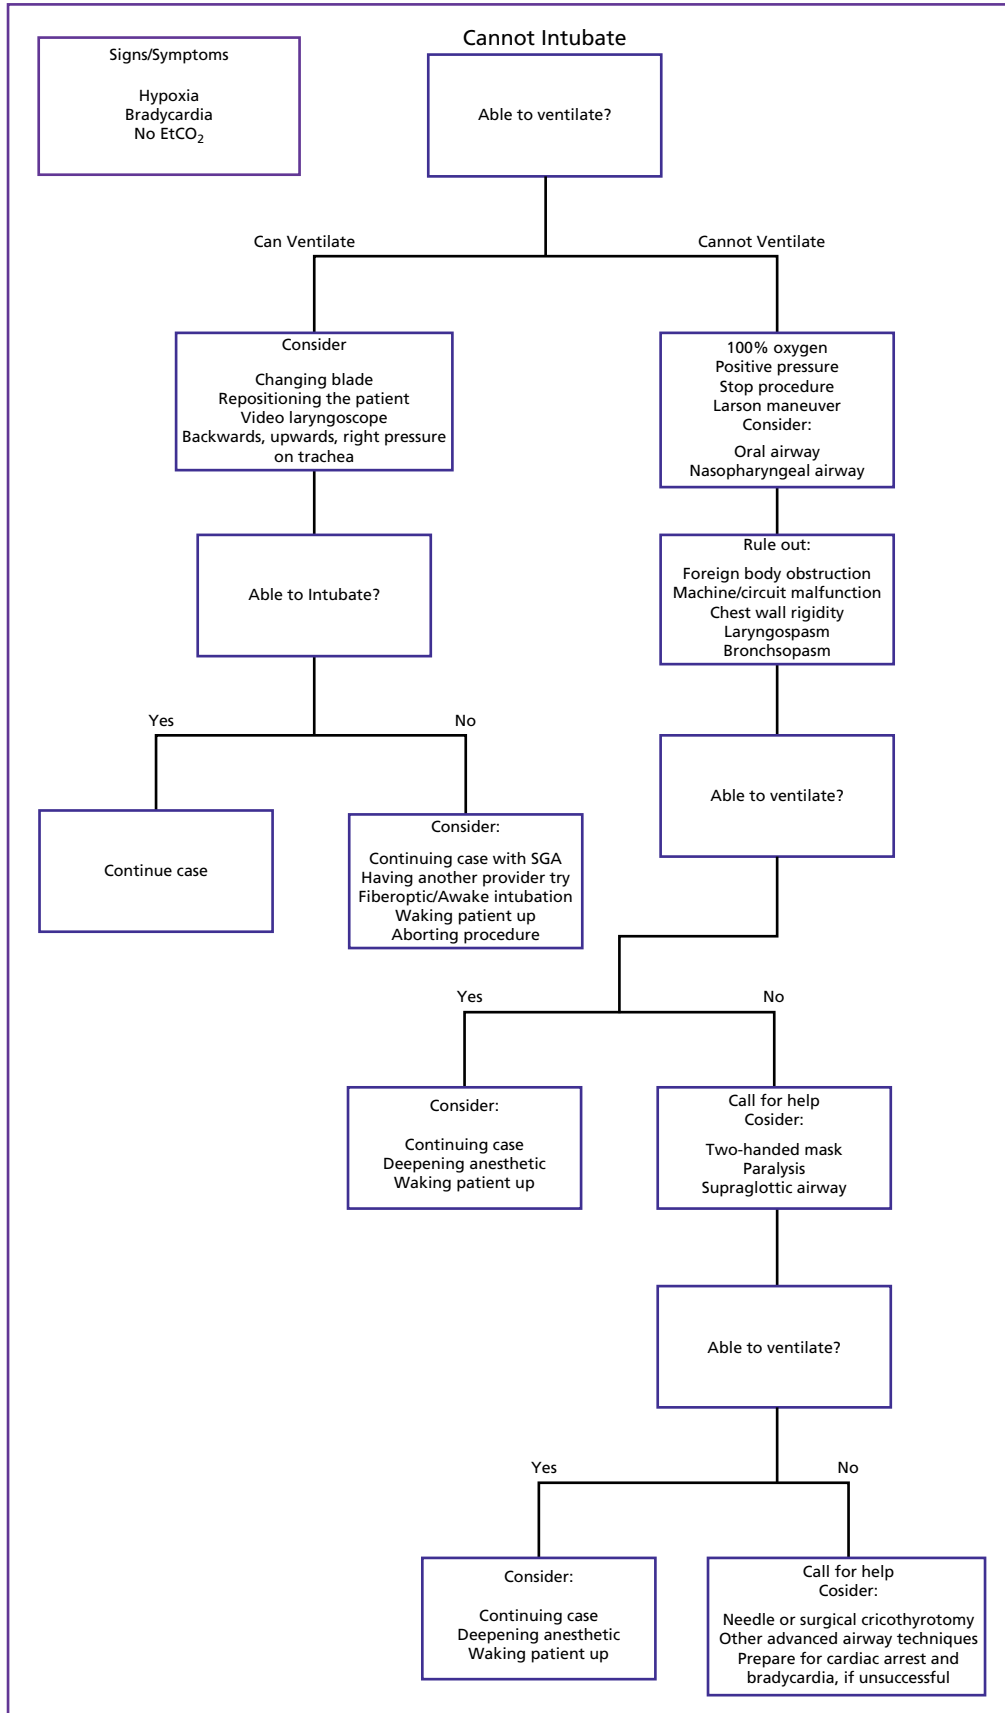 Cannot Intubate
Signs/Symptoms
Hypoxia
Bradycardia
No EtCO₂
Able to ventilate?
Can Ventilate
Cannot Ventilate
Consider
Changing blade
Repositioning the patient
Video laryngoscope
Backwards, upwards, right pressure
on trachea
100% oxygen
Positive pressure
Stop procedure
Larson maneuver
Consider:
Oral airway
Nasopharyngeal airway
Able to Intubate?
Rule out:
Foreign body obstruction
Machine/circuit malfunction
Chest wall rigidity
Laryngospasm
Bronchsopasm
Yes
No
Able to ventilate?
Continue case
Consider:
Continuing case with SGA
Having another provider try
Fiberoptic/Awake intubation
Waking patient up
Aborting procedure
Yes
No
Consider:
Continuing case
Deepening anesthetic
Waking patient up
Call for help
Cosider:
Two-handed mask
Paralysis
Supraglottic airway
Able to ventilate?
Yes
No
Consider:
Continuing case
Deepening anesthetic
Waking patient up
Call for help
Cosider:
Needle or surgical cricothyrotomy
Other advanced airway techniques
Prepare for cardiac arrest and
bradycardia, if unsuccessful